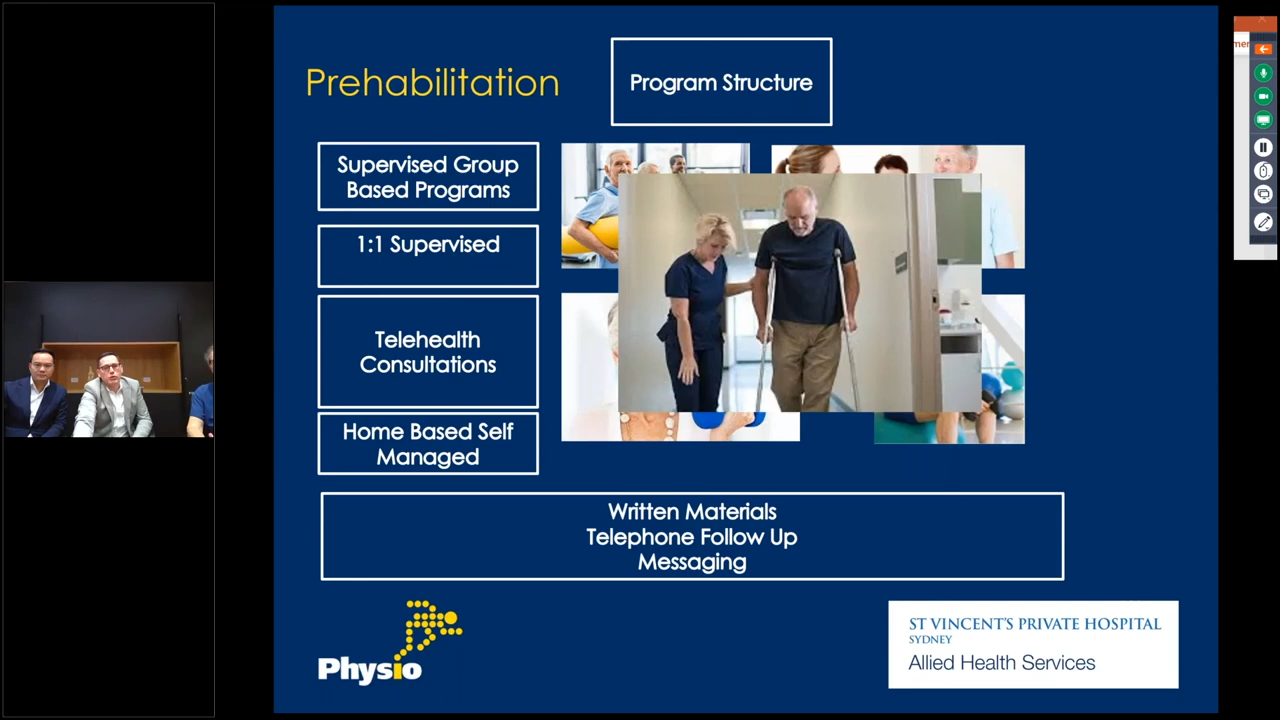 Prehabilitation
Program Structure
Supervised Group
Based Programs
1:1 Supervised
Telehealth
Consultations
Home Based Self
Managed
Written Materials
Telephone Follow Up
Messaging
Physio
ST VINCENT'S PRIVATE HOSPITAL
SYDNEY
Allied Health Services